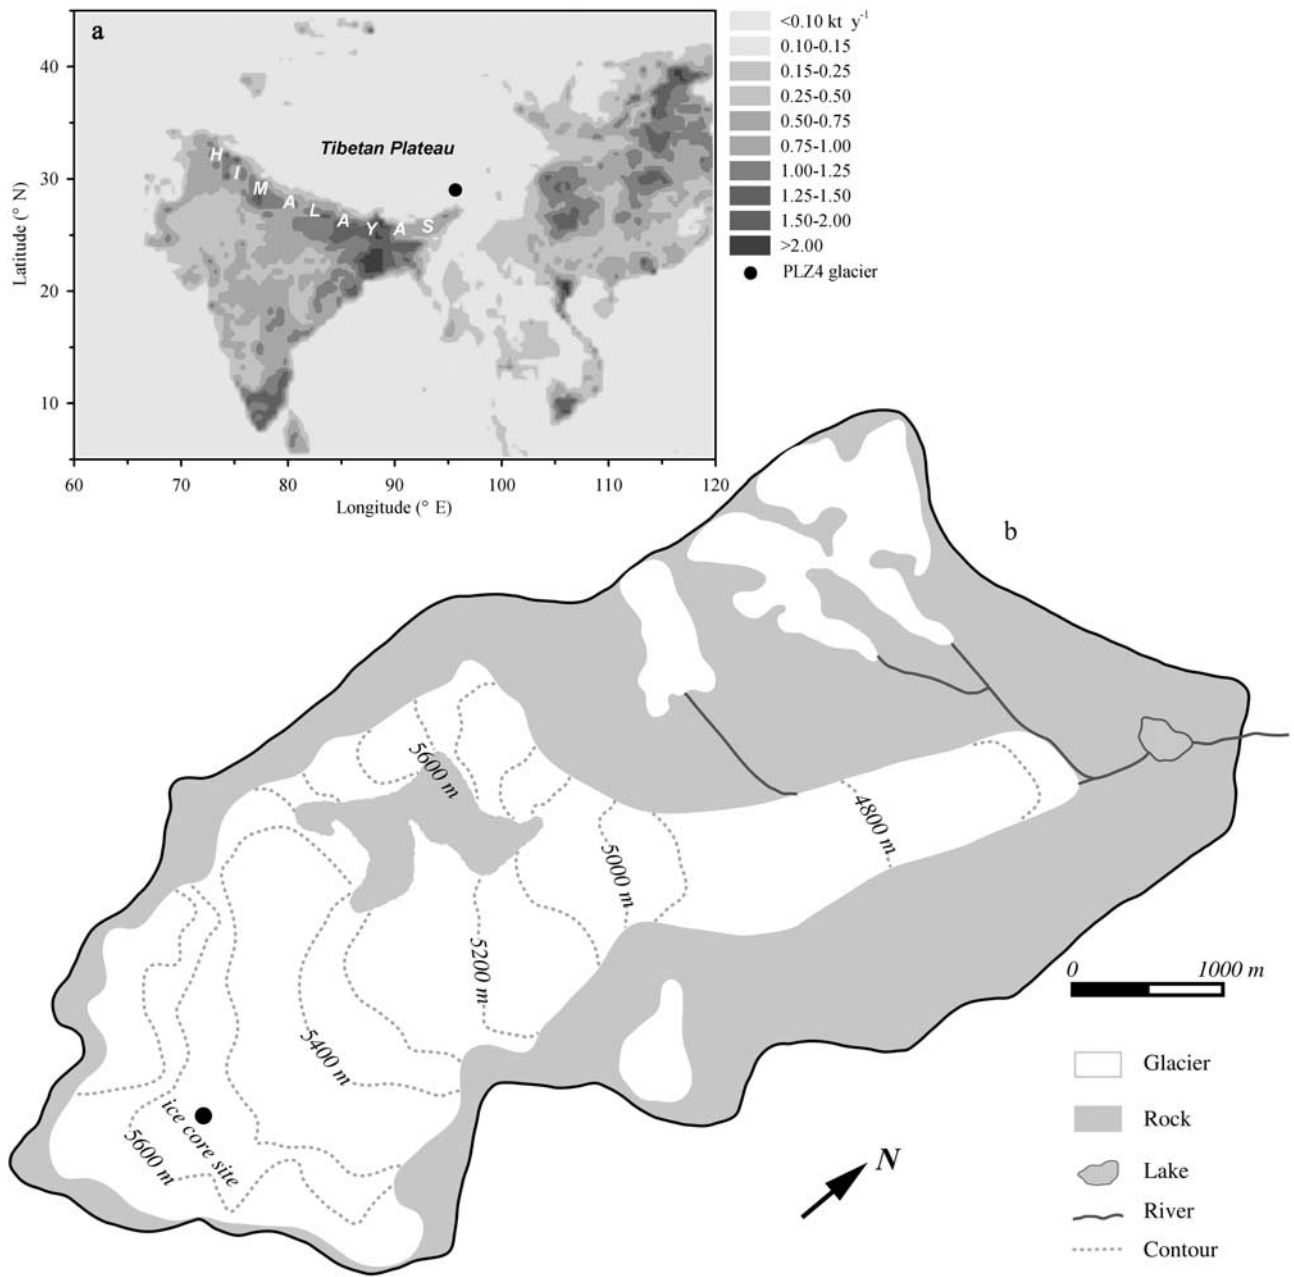 a
<0.10 kt y-1
0.10-0.15
0.15-0.25
0.25-0.50
0.50-0.75
0.75-1.00
1.00-1.25
1.25-1.50
1.50-2.00
>2.00
PLZ4 glacier
40
30
20
10
Latitude (° N)
Tibetan Plateau
H I M A L A Y A S
60 70 80 90 100 110 120
Longitude (° E)
b
5600 m
4800 m
5000 m
5200 m
5400 m
ice core site
5600 m
0 1000 m
N
Glacier
Rock
Lake
River
Contour